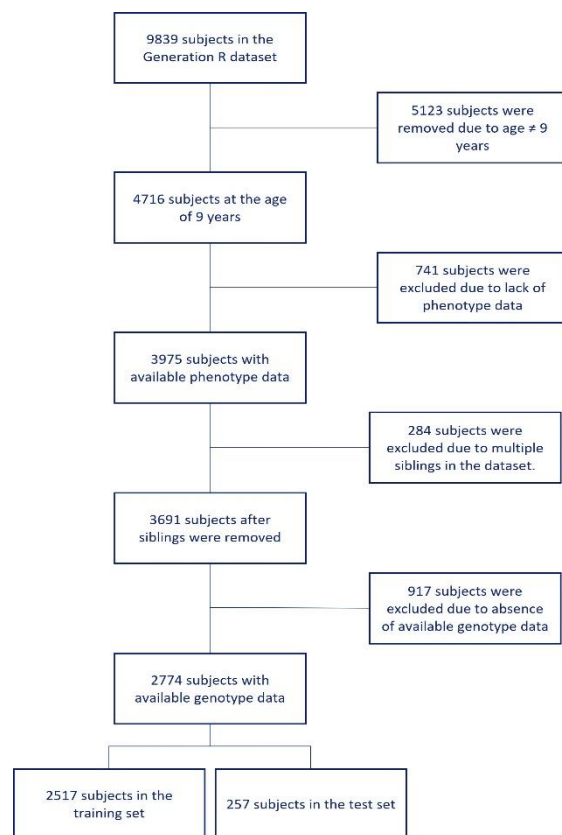 9839 subjects in the
Generation R dataset
5123 subjects were
removed due to age ≠ 9
years
4716 subjects at the age
of 9 years
741 subjects were
excluded due to lack of
phenotype data
3975 subjects with
available phenotype data
284 subjects were
excluded due to multiple
siblings in the dataset.
3691 subjects after
siblings were removed
917 subjects were
excluded due to absence
of available genotype data
2774 subjects with
available genotype data
2517 subjects in the
training set
257 subjects in the test set